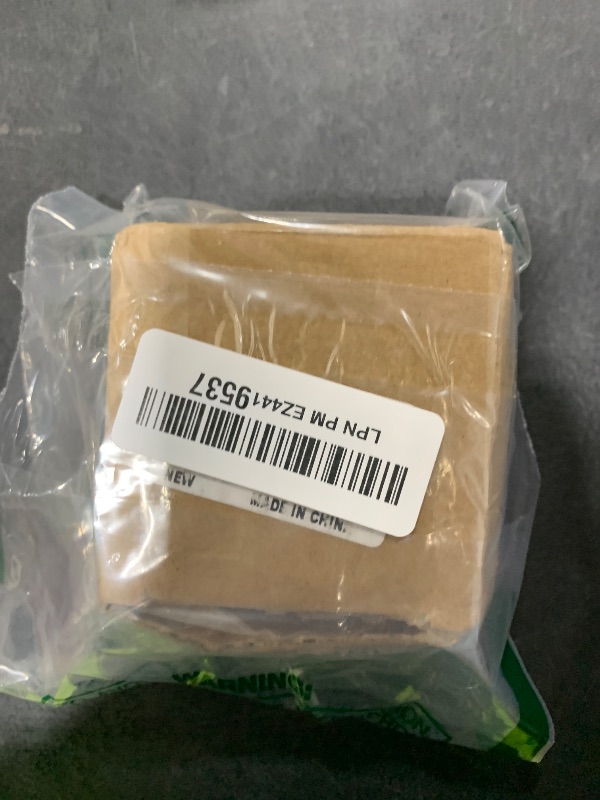 LPN PM EZ4419537
NEW
MADE IN CHIN
WARNING!!